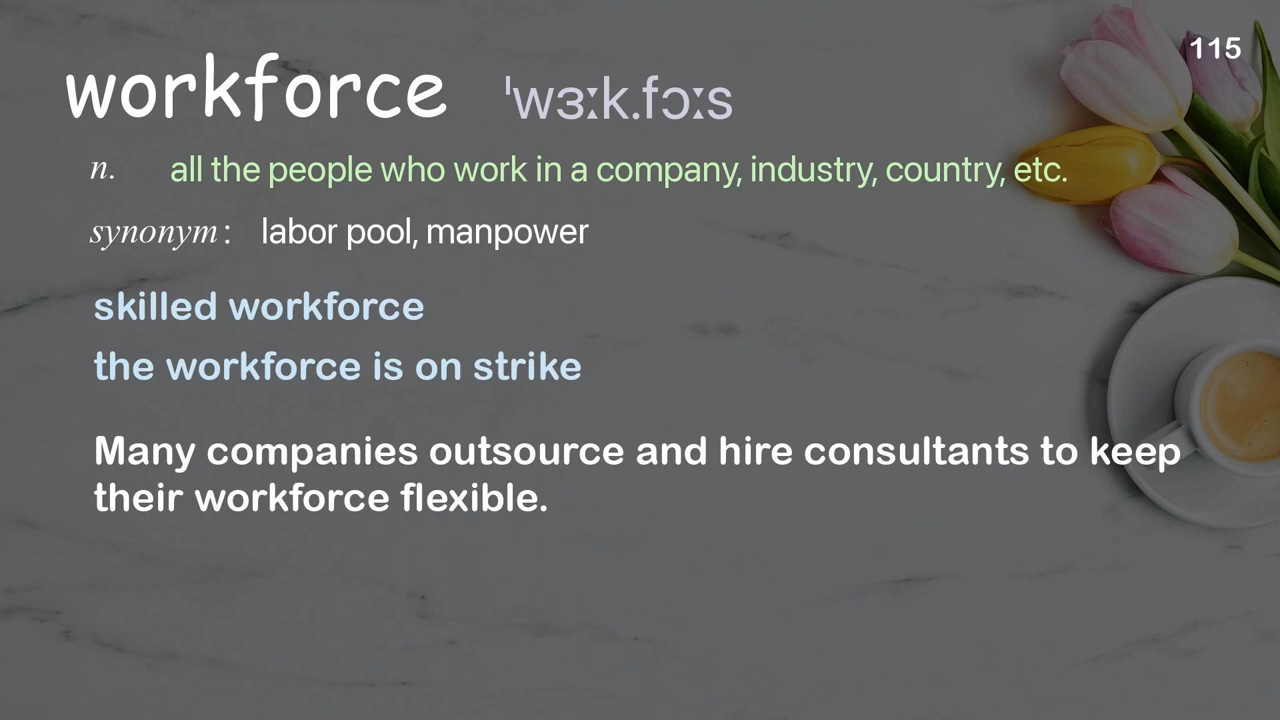 115
workforce ˈwɜːk.fɔːs
n. all the people who work in a company, industry, country, etc.
synonym: labor pool, manpower
skilled workforce
the workforce is on strike
Many companies outsource and hire consultants to keep
their workforce flexible.